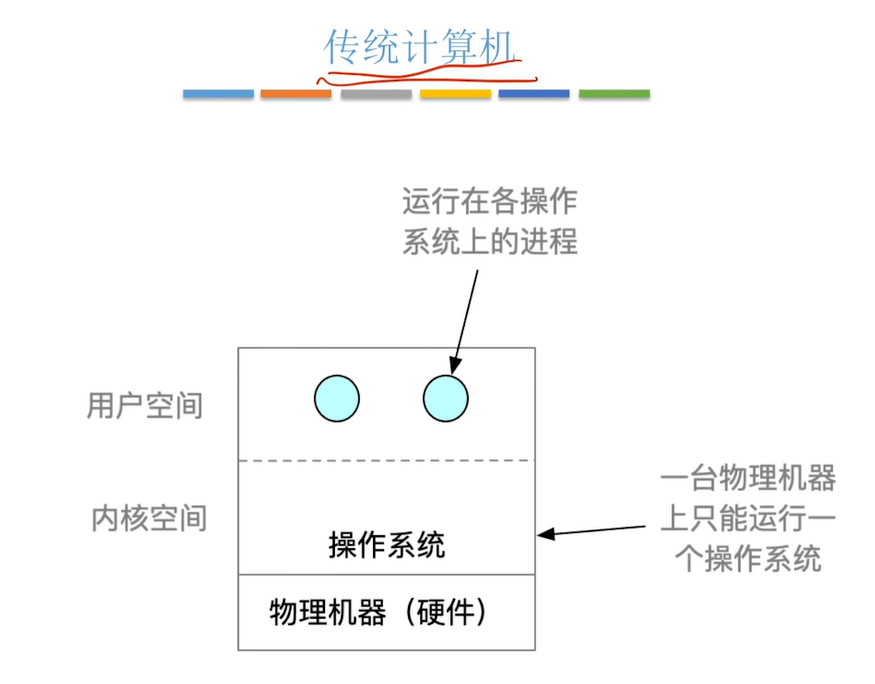 传统计算机
运行在各操作
系统上的进程
用户空间
内核空间
操作系统
物理机器（硬件）
一台物理机器
上只能运行一
个操作系统